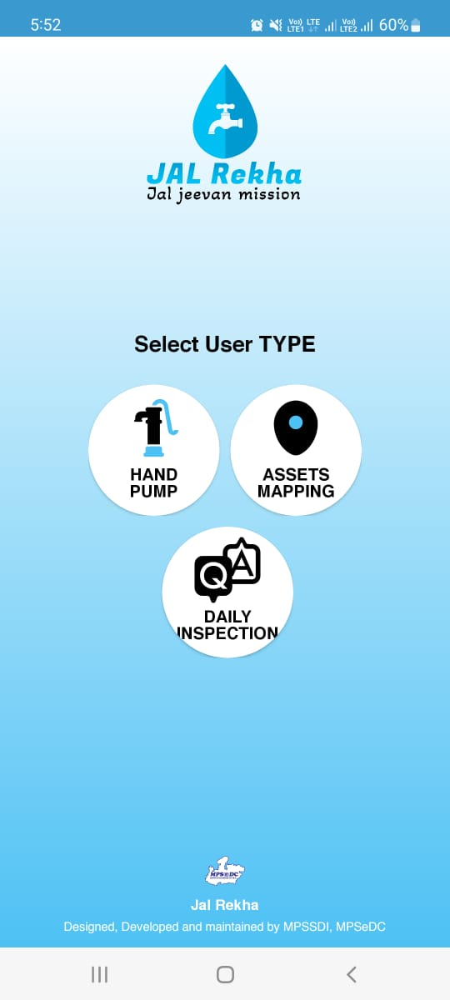 5:52
Vo)) LTE Vo)) 60%
LTE1 LTE2
JAL Rekha
Jal jeevan mission
Select User TYPE
HAND
PUMP
ASSETS
MAPPING
Q A
DAILY
INSPECTION
MPSeDC
Jal Rekha
Designed, Developed and maintained by MPSSDI, MPSeDC